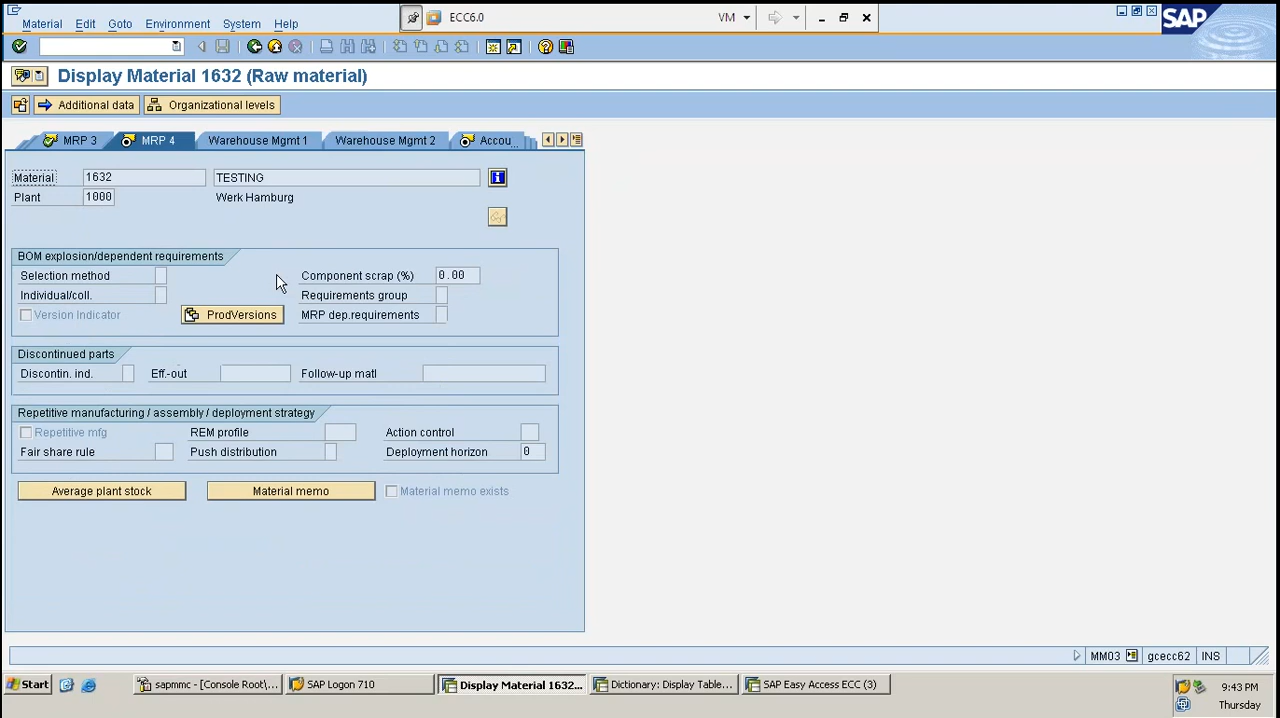 Material Edit Goto Environment System Help
ECC6.0
VM
SAP
Display Material 1632 (Raw material)
Additional data Organizational levels
MRP 3 MRP 4 Warehouse Mgmt 1 Warehouse Mgmt 2 Accou..
Material 1632 TESTING
Plant 1000 Werk Hamburg
BOM explosion/dependent requirements
Selection method Component scrap (%) 0.00
Individual/coll. Requirements group
Version Indicator ProdVersions MRP dep.requirements
Discontinued parts
Discontin. ind. Eff.-out Follow-up matl
Repetitive manufacturing / assembly / deployment strategy
Repetitive mfg REM profile Action control
Fair share rule Push distribution Deployment horizon 0
Average plant stock Material memo Material memo exists
MM03 gcecc62 INS
Start sapmmc - [Console Root\... SAP Logon 710 Display Material 1632... Dictionary: Display Table... SAP Easy Access ECC (3) 9:43 PM
Thursday